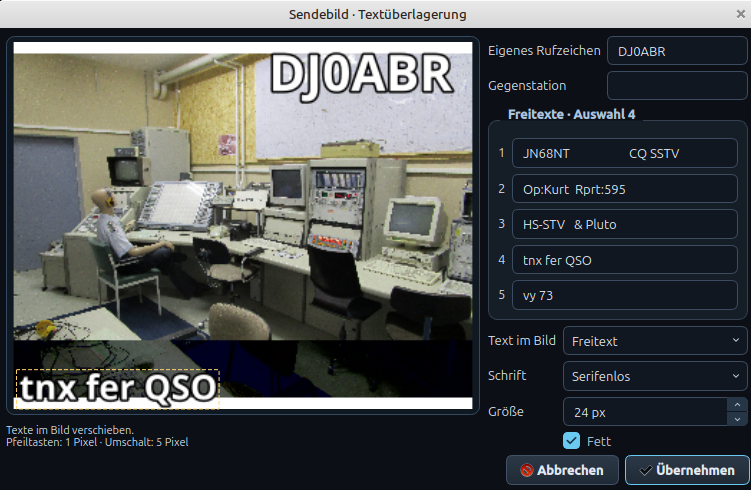 Sendebild · Textüberlagerung
DJ0ABR
tnx fer QSO
Texte im Bild verschieben.
Pfeiltasten: 1 Pixel · Umschalt: 5 Pixel
Eigenes Rufzeichen DJ0ABR
Gegenstation
Freitexte · Auswahl 4
1 JN68NT CQ SSTV
2 Op:Kurt Rprt:595
3 HS-STV & Pluto
4 tnx fer QSO
5 vy 73
Text im Bild Freitext
Schrift Serifenlos
Größe 24 px
Fett
Abbrechen Übernehmen